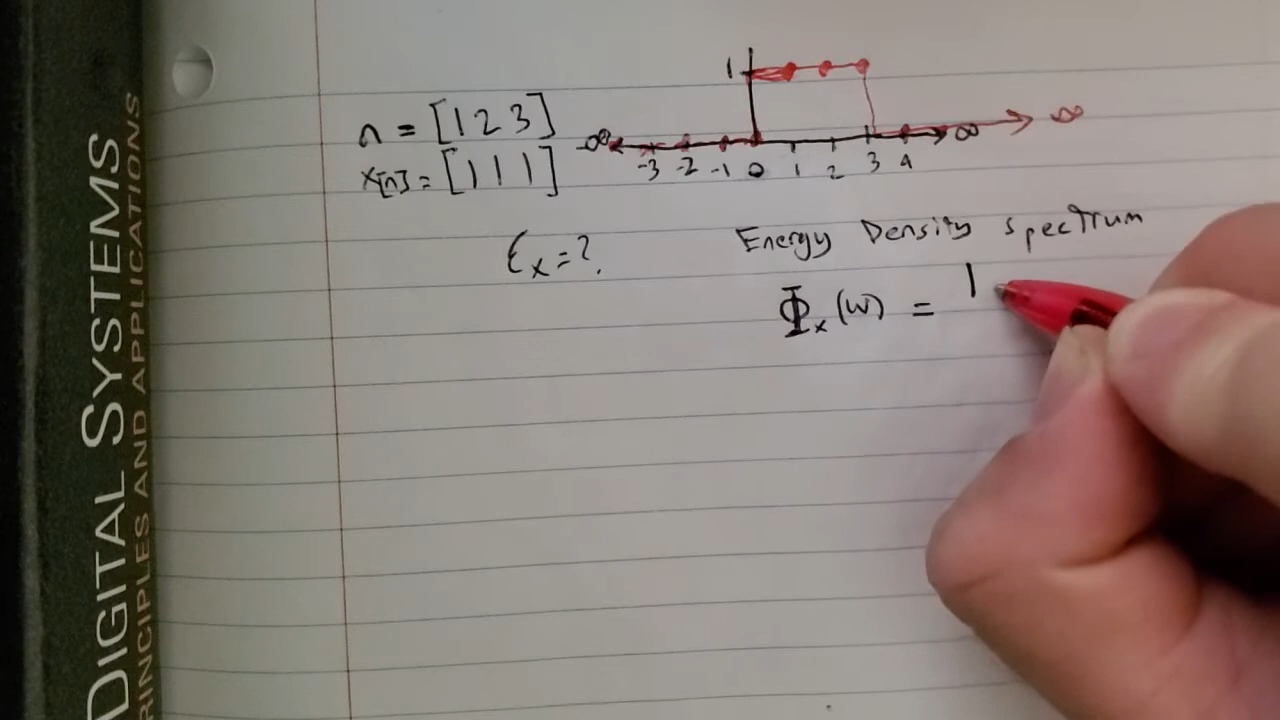 DIGITAL SYSTEMS
PRINCIPLES AND APPLICATIONS
n = [1 2 3]
x[n] = [1 1 1]
1
-∞ ∞ ∞
-3 -2 -1 0 1 2 3 4
Ɛx = ?
Energy Density spectrum
Φx(w) = 1